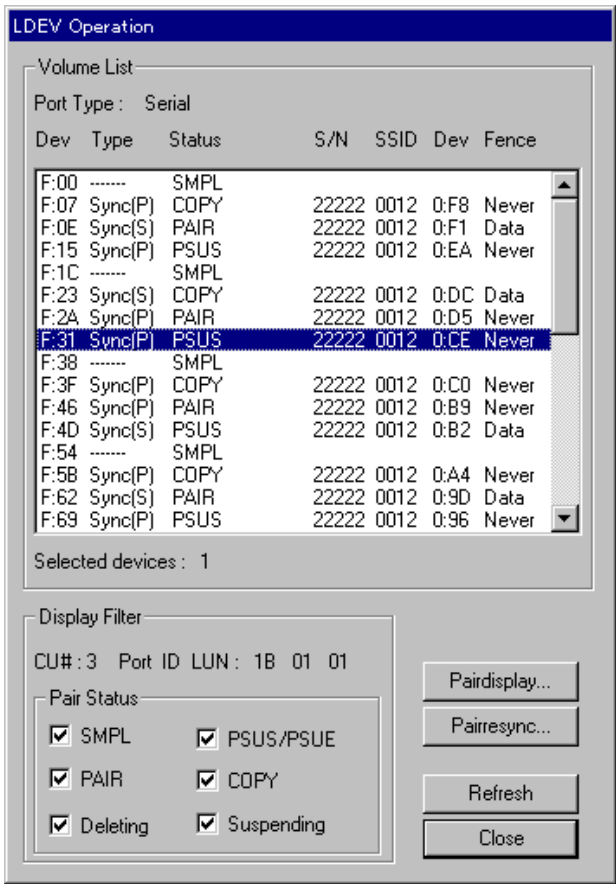 LDEV Operation
Volume List
Port Type : Serial
Dev Type Status S/N SSID Dev Fence
F:00 ------- SMPL
F:07 Sync(P) COPY 22222 0012 0:F8 Never
F:0E Sync(S) PAIR 22222 0012 0:F1 Data
F:15 Sync(P) PSUS 22222 0012 0:EA Never
F:1C ------- SMPL
F:23 Sync(S) COPY 22222 0012 0:DC Data
F:2A Sync(P) PAIR 22222 0012 0:D5 Never
F:31 Sync(P) PSUS 22222 0012 0:CE Never
F:38 ------- SMPL
F:3F Sync(P) COPY 22222 0012 0:C0 Never
F:46 Sync(P) PAIR 22222 0012 0:B9 Never
F:4D Sync(S) PSUS 22222 0012 0:B2 Data
F:54 ------- SMPL
F:5B Sync(P) COPY 22222 0012 0:A4 Never
F:62 Sync(S) PAIR 22222 0012 0:9D Data
F:69 Sync(P) PSUS 22222 0012 0:96 Never
Selected devices : 1
Display Filter
CU# : 3 Port ID LUN : 1B 01 01
Pair Status
SMPL PSUS/PSUE
PAIR COPY
Deleting Suspending
Pairdisplay...
Pairresync...
Refresh
Close